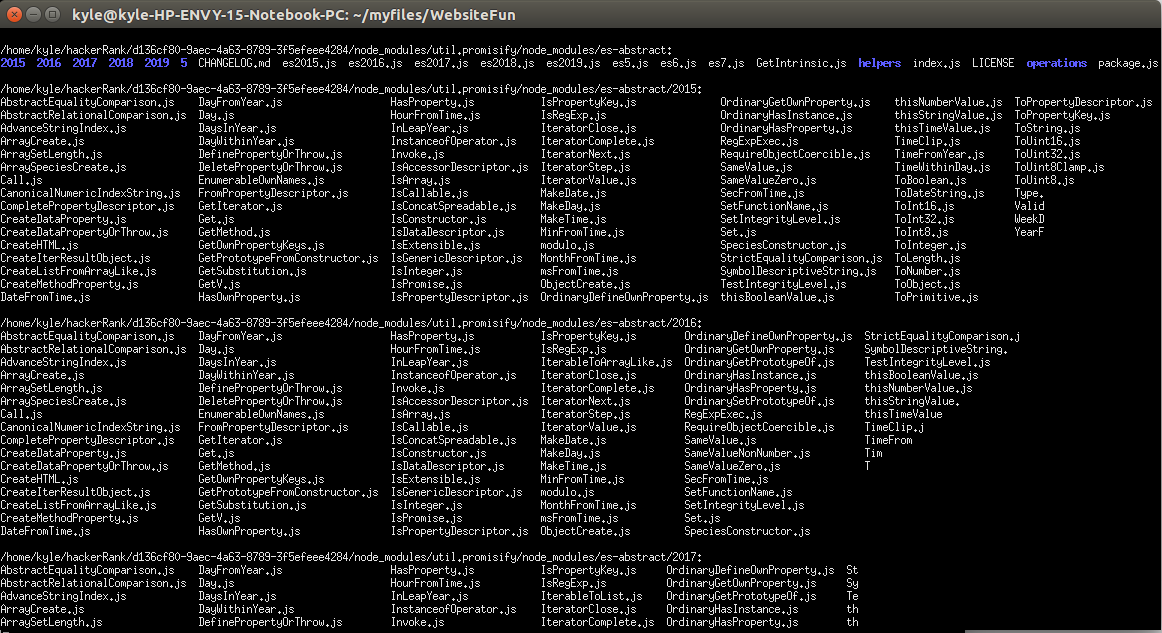 kyle@kyle-HP-ENVY-15-Notebook-PC: ~/myfiles/WebsiteFun
/home/kyle/hackerRank/d136cf80-9aec-4a63-8789-3f5efeee4284/node_modules/util.promisify/node_modules/es-abstract:
2015 2016 2017 2018 2019 5 CHANGELOG.md es2015.js es2016.js es2017.js es2018.js es2019.js es5.js es6.js es7.js GetIntrinsic.js helpers index.js LICENSE operations package.js
/home/kyle/hackerRank/d136cf80-9aec-4a63-8789-3f5efeee4284/node_modules/util.promisify/node_modules/es-abstract/2015:
AbstractEqualityComparison.js DayFromYear.js HasProperty.js IsPropertyKey.js OrdinaryGetOwnProperty.js thisNumberValue.js ToPropertyDescriptor.js
AbstractRelationalComparison.js Day.js HourFromTime.js IsRegExp.js OrdinaryHasInstance.js thisStringValue.js ToPropertyKey.js
AdvanceStringIndex.js DaysInYear.js InLeapYear.js IteratorClose.js OrdinaryHasProperty.js thisTimeValue.js ToString.js
ArrayCreate.js DayWithinYear.js InstanceofOperator.js IteratorComplete.js RegExpExec.js TimeClip.js ToUint16.js
ArraySetLength.js DefinePropertyOrThrow.js Invoke.js IteratorNext.js RequireObjectCoercible.js TimeFromYear.js ToUint32.js
ArraySpeciesCreate.js DeletePropertyOrThrow.js IsAccessorDescriptor.js IteratorStep.js SameValue.js TimeWithinDay.js ToUint8Clamp.js
Call.js EnumerableOwnNames.js IsArray.js IteratorValue.js SameValueZero.js ToBoolean.js ToUint8.js
CanonicalNumericIndexString.js FromPropertyDescriptor.js IsCallable.js MakeDate.js SecFromTime.js ToDateString.js Type.
CompletePropertyDescriptor.js GetIterator.js IsConcatSpreadable.js MakeDay.js SetFunctionName.js ToInt16.js Valid
CreateDataProperty.js Get.js IsConstructor.js MakeTime.js SetIntegrityLevel.js ToInt32.js WeekD
CreateDataPropertyOrThrow.js GetMethod.js IsDataDescriptor.js MinFromTime.js Set.js ToInt8.js YearF
CreateHTML.js GetOwnPropertyKeys.js IsExtensible.js modulo.js SpeciesConstructor.js ToInteger.js
CreateIterResultObject.js GetPrototypeFromConstructor.js IsGenericDescriptor.js MonthFromTime.js StrictEqualityComparison.js ToLength.js
CreateListFromArrayLike.js GetSubstitution.js IsInteger.js msFromTime.js SymbolDescriptiveString.js ToNumber.js
CreateMethodProperty.js GetV.js IsPromise.js ObjectCreate.js TestIntegrityLevel.js ToObject.js
DateFromTime.js HasOwnProperty.js IsPropertyDescriptor.js OrdinaryDefineOwnProperty.js thisBooleanValue.js ToPrimitive.js
/home/kyle/hackerRank/d136cf80-9aec-4a63-8789-3f5efeee4284/node_modules/util.promisify/node_modules/es-abstract/2016:
AbstractEqualityComparison.js DayFromYear.js HasProperty.js IsPropertyKey.js OrdinaryDefineOwnProperty.js StrictEqualityComparison.j
AbstractRelationalComparison.js Day.js HourFromTime.js IsRegExp.js OrdinaryGetOwnProperty.js SymbolDescriptiveString.
AdvanceStringIndex.js DaysInYear.js InLeapYear.js IterableToArrayLike.js OrdinaryGetPrototypeOf.js TestIntegrityLevel.js
ArrayCreate.js DayWithinYear.js InstanceofOperator.js IteratorClose.js OrdinaryHasInstance.js thisBooleanValue.js
ArraySetLength.js DefinePropertyOrThrow.js Invoke.js IteratorComplete.js OrdinaryHasProperty.js thisNumberValue.js
ArraySpeciesCreate.js DeletePropertyOrThrow.js IsAccessorDescriptor.js IteratorNext.js OrdinarySetPrototypeOf.js thisStringValue.
Call.js EnumerableOwnNames.js IsArray.js IteratorStep.js RegExpExec.js thisTimeValue
CanonicalNumericIndexString.js FromPropertyDescriptor.js IsCallable.js IteratorValue.js RequireObjectCoercible.js TimeClip.j
CompletePropertyDescriptor.js GetIterator.js IsConcatSpreadable.js MakeDate.js SameValue.js TimeFrom
CreateDataProperty.js Get.js IsConstructor.js MakeDay.js SameValueNonNumber.js Tim
CreateDataPropertyOrThrow.js GetMethod.js IsDataDescriptor.js MakeTime.js SameValueZero.js T
CreateHTML.js GetOwnPropertyKeys.js IsExtensible.js MinFromTime.js SecFromTime.js
CreateIterResultObject.js GetPrototypeFromConstructor.js IsGenericDescriptor.js modulo.js SetFunctionName.js
CreateListFromArrayLike.js GetSubstitution.js IsInteger.js MonthFromTime.js SetIntegrityLevel.js
CreateMethodProperty.js GetV.js IsPromise.js msFromTime.js Set.js
DateFromTime.js HasOwnProperty.js IsPropertyDescriptor.js ObjectCreate.js SpeciesConstructor.js
/home/kyle/hackerRank/d136cf80-9aec-4a63-8789-3f5efeee4284/node_modules/util.promisify/node_modules/es-abstract/2017:
AbstractEqualityComparison.js DayFromYear.js HasProperty.js IsPropertyKey.js OrdinaryDefineOwnProperty.js St
AbstractRelationalComparison.js Day.js HourFromTime.js IsRegExp.js OrdinaryGetOwnProperty.js Sy
AdvanceStringIndex.js DaysInYear.js InLeapYear.js IterableToList.js OrdinaryGetPrototypeOf.js Te
ArrayCreate.js DayWithinYear.js InstanceofOperator.js IteratorClose.js OrdinaryHasInstance.js th
ArraySetLength.js DefinePropertyOrThrow.js Invoke.js IteratorComplete.js OrdinaryHasProperty.js th